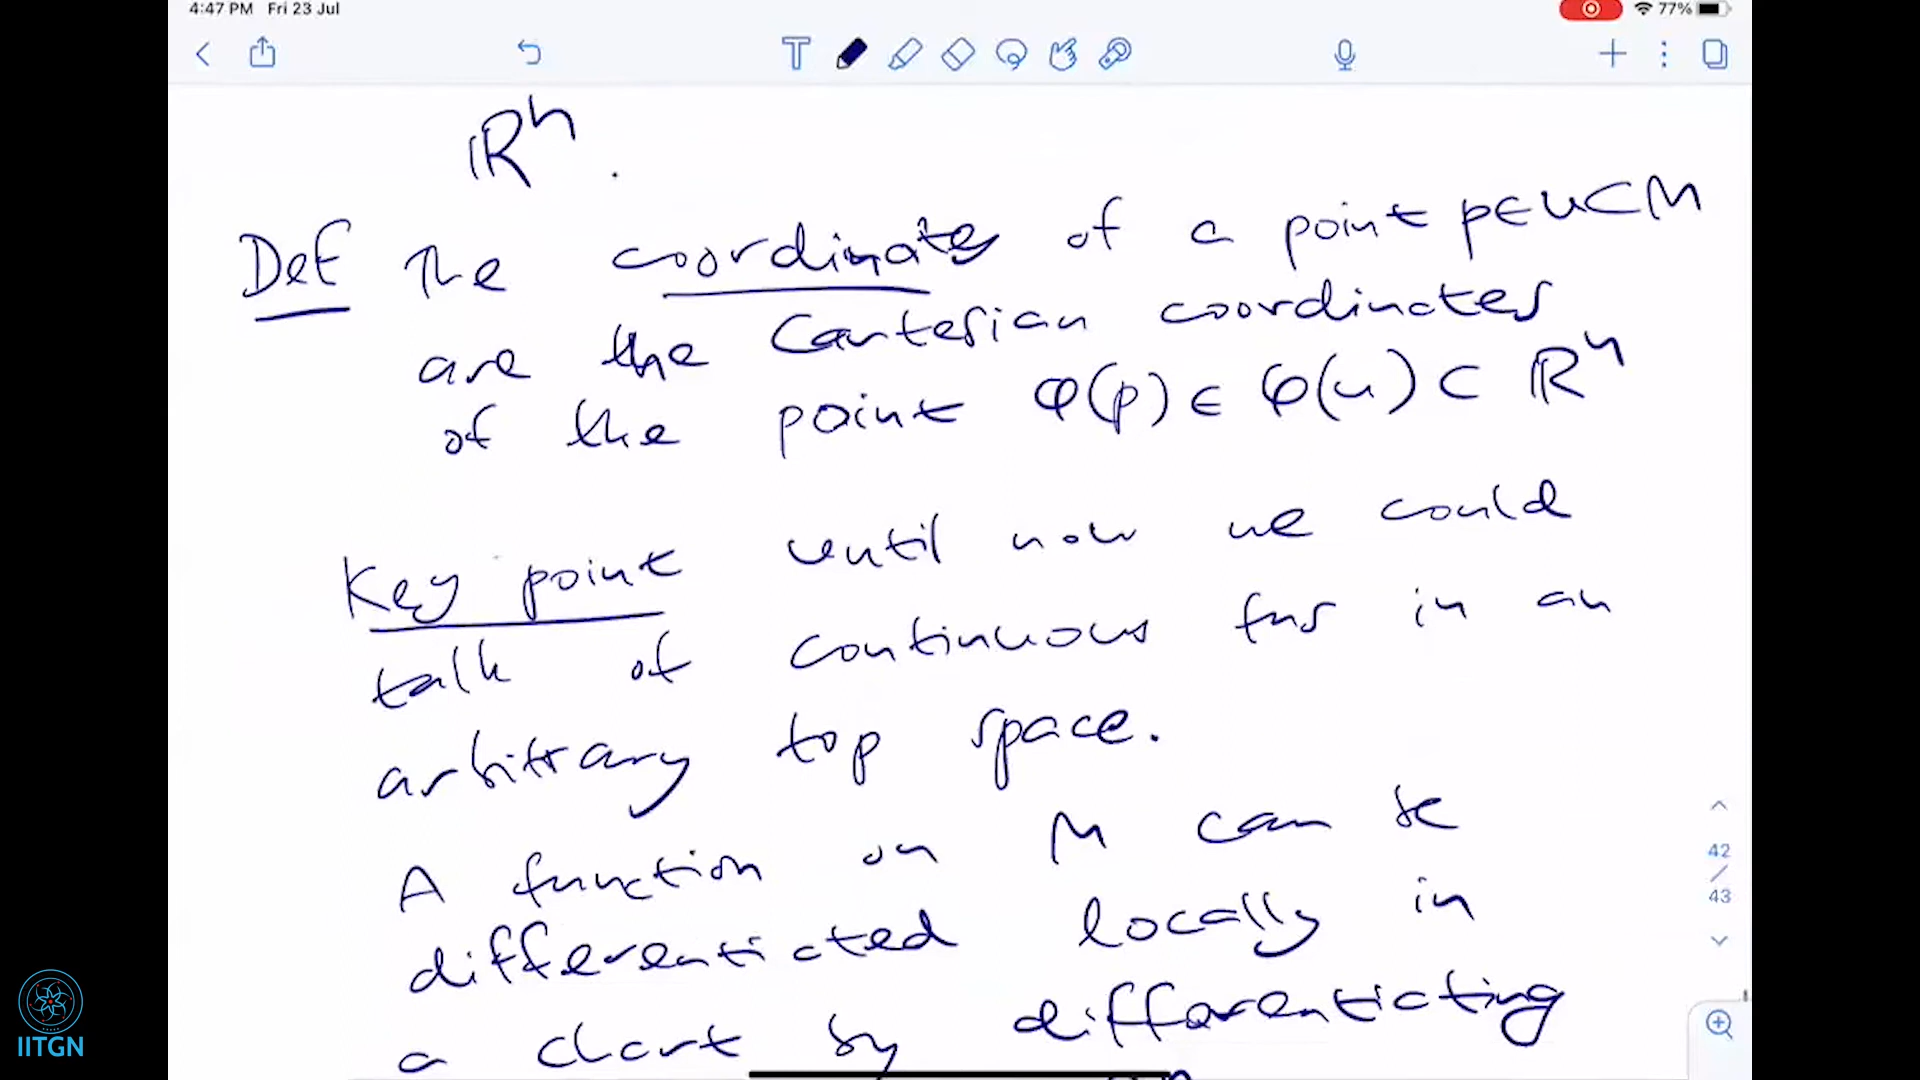 4:47 PM Fri 23 Jul
77%
ℝⁿ.
Def The coordinates of a point p∈U⊂M
are the Cartesian coordinates
of the point φ(p) ∈ φ(U) ⊂ ℝⁿ
Key point until now we could
talk of continuous fns in an
arbitrary top space.
A function on M can be
differentiated locally in
a chart by differentiating
42
/
43
IITGN